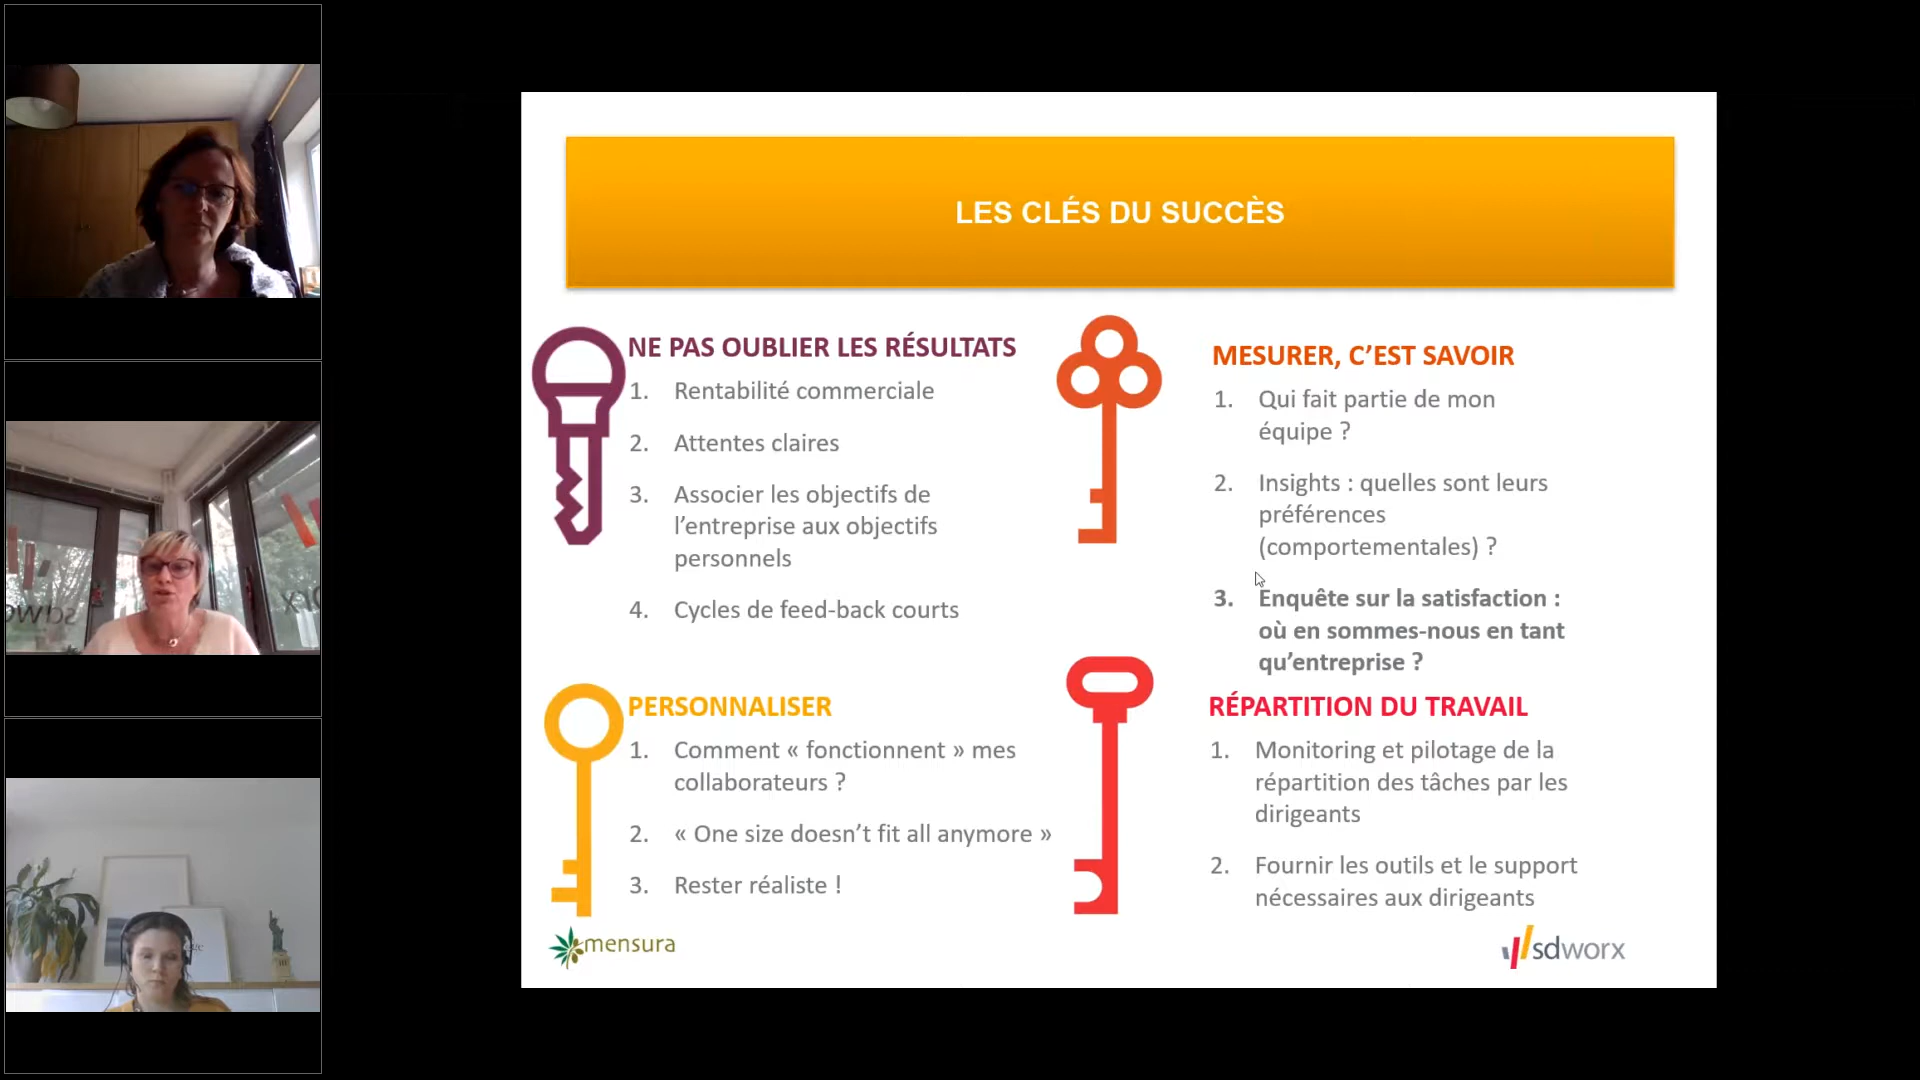 LES CLÉS DU SUCCÈS
NE PAS OUBLIER LES RÉSULTATS
1. Rentabilité commerciale
2. Attentes claires
3. Associer les objectifs de
l’entreprise aux objectifs
personnels
4. Cycles de feed-back courts
MESURER, C’EST SAVOIR
1. Qui fait partie de mon
équipe ?
2. Insights : quelles sont leurs
préférences
(comportementales) ?
3. Enquête sur la satisfaction :
où en sommes-nous en tant
qu’entreprise ?
PERSONNALISER
1. Comment « fonctionnent » mes
collaborateurs ?
2. « One size doesn’t fit all anymore »
3. Rester réaliste !
RÉPARTITION DU TRAVAIL
1. Monitoring et pilotage de la
répartition des tâches par les
dirigeants
2. Fournir les outils et le support
nécessaires aux dirigeants
mensura
sdworx